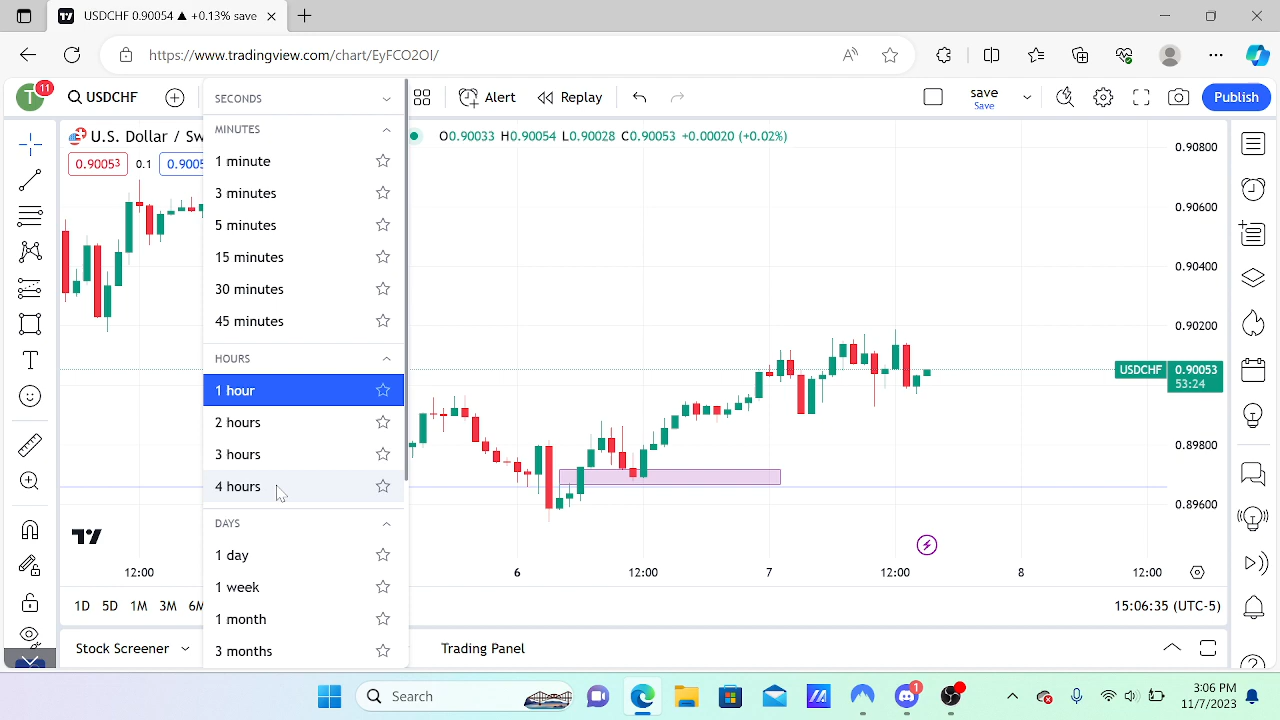 USDCHF 0.90054 ▲ +0.13% save
https://www.tradingview.com/chart/EyFCO2OI/
T
11
USDCHF
Alert
Replay
save
Save
Publish
U.S. Dollar / Sw
O0.90033 H0.90054 L0.90028 C0.90053 +0.00020 (+0.02%)
0.90053
0.1
0.9005
SECONDS
MINUTES
1 minute
3 minutes
5 minutes
15 minutes
30 minutes
45 minutes
HOURS
1 hour
2 hours
3 hours
4 hours
DAYS
1 day
1 week
1 month
3 months
0.90800
0.90600
0.90400
0.90200
USDCHF
0.90053
53:24
0.89800
0.89600
12:00
6
12:00
7
12:00
8
12:00
1D 5D 1M 3M 6M
15:06:35 (UTC-5)
Stock Screener
Trading Panel
Search
1
3:06 PM
11/7/2023